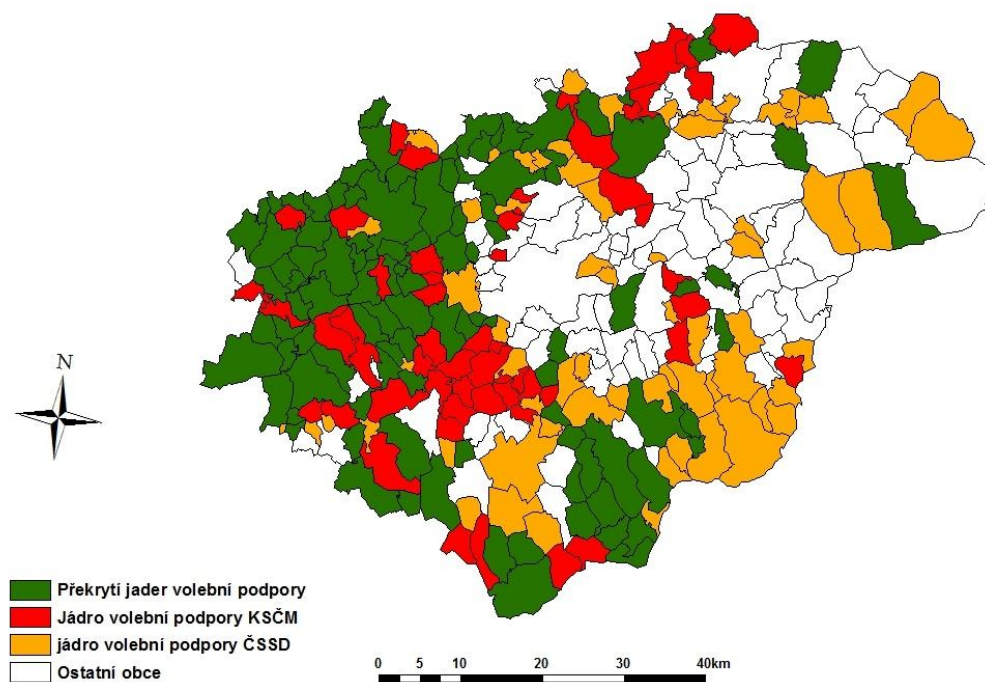 N
Překrytí jader volební podpory
Jádro volební podpory KSČM
jádro volební podpory ČSSD
Ostatní obce
0 5 10 20 30 40km